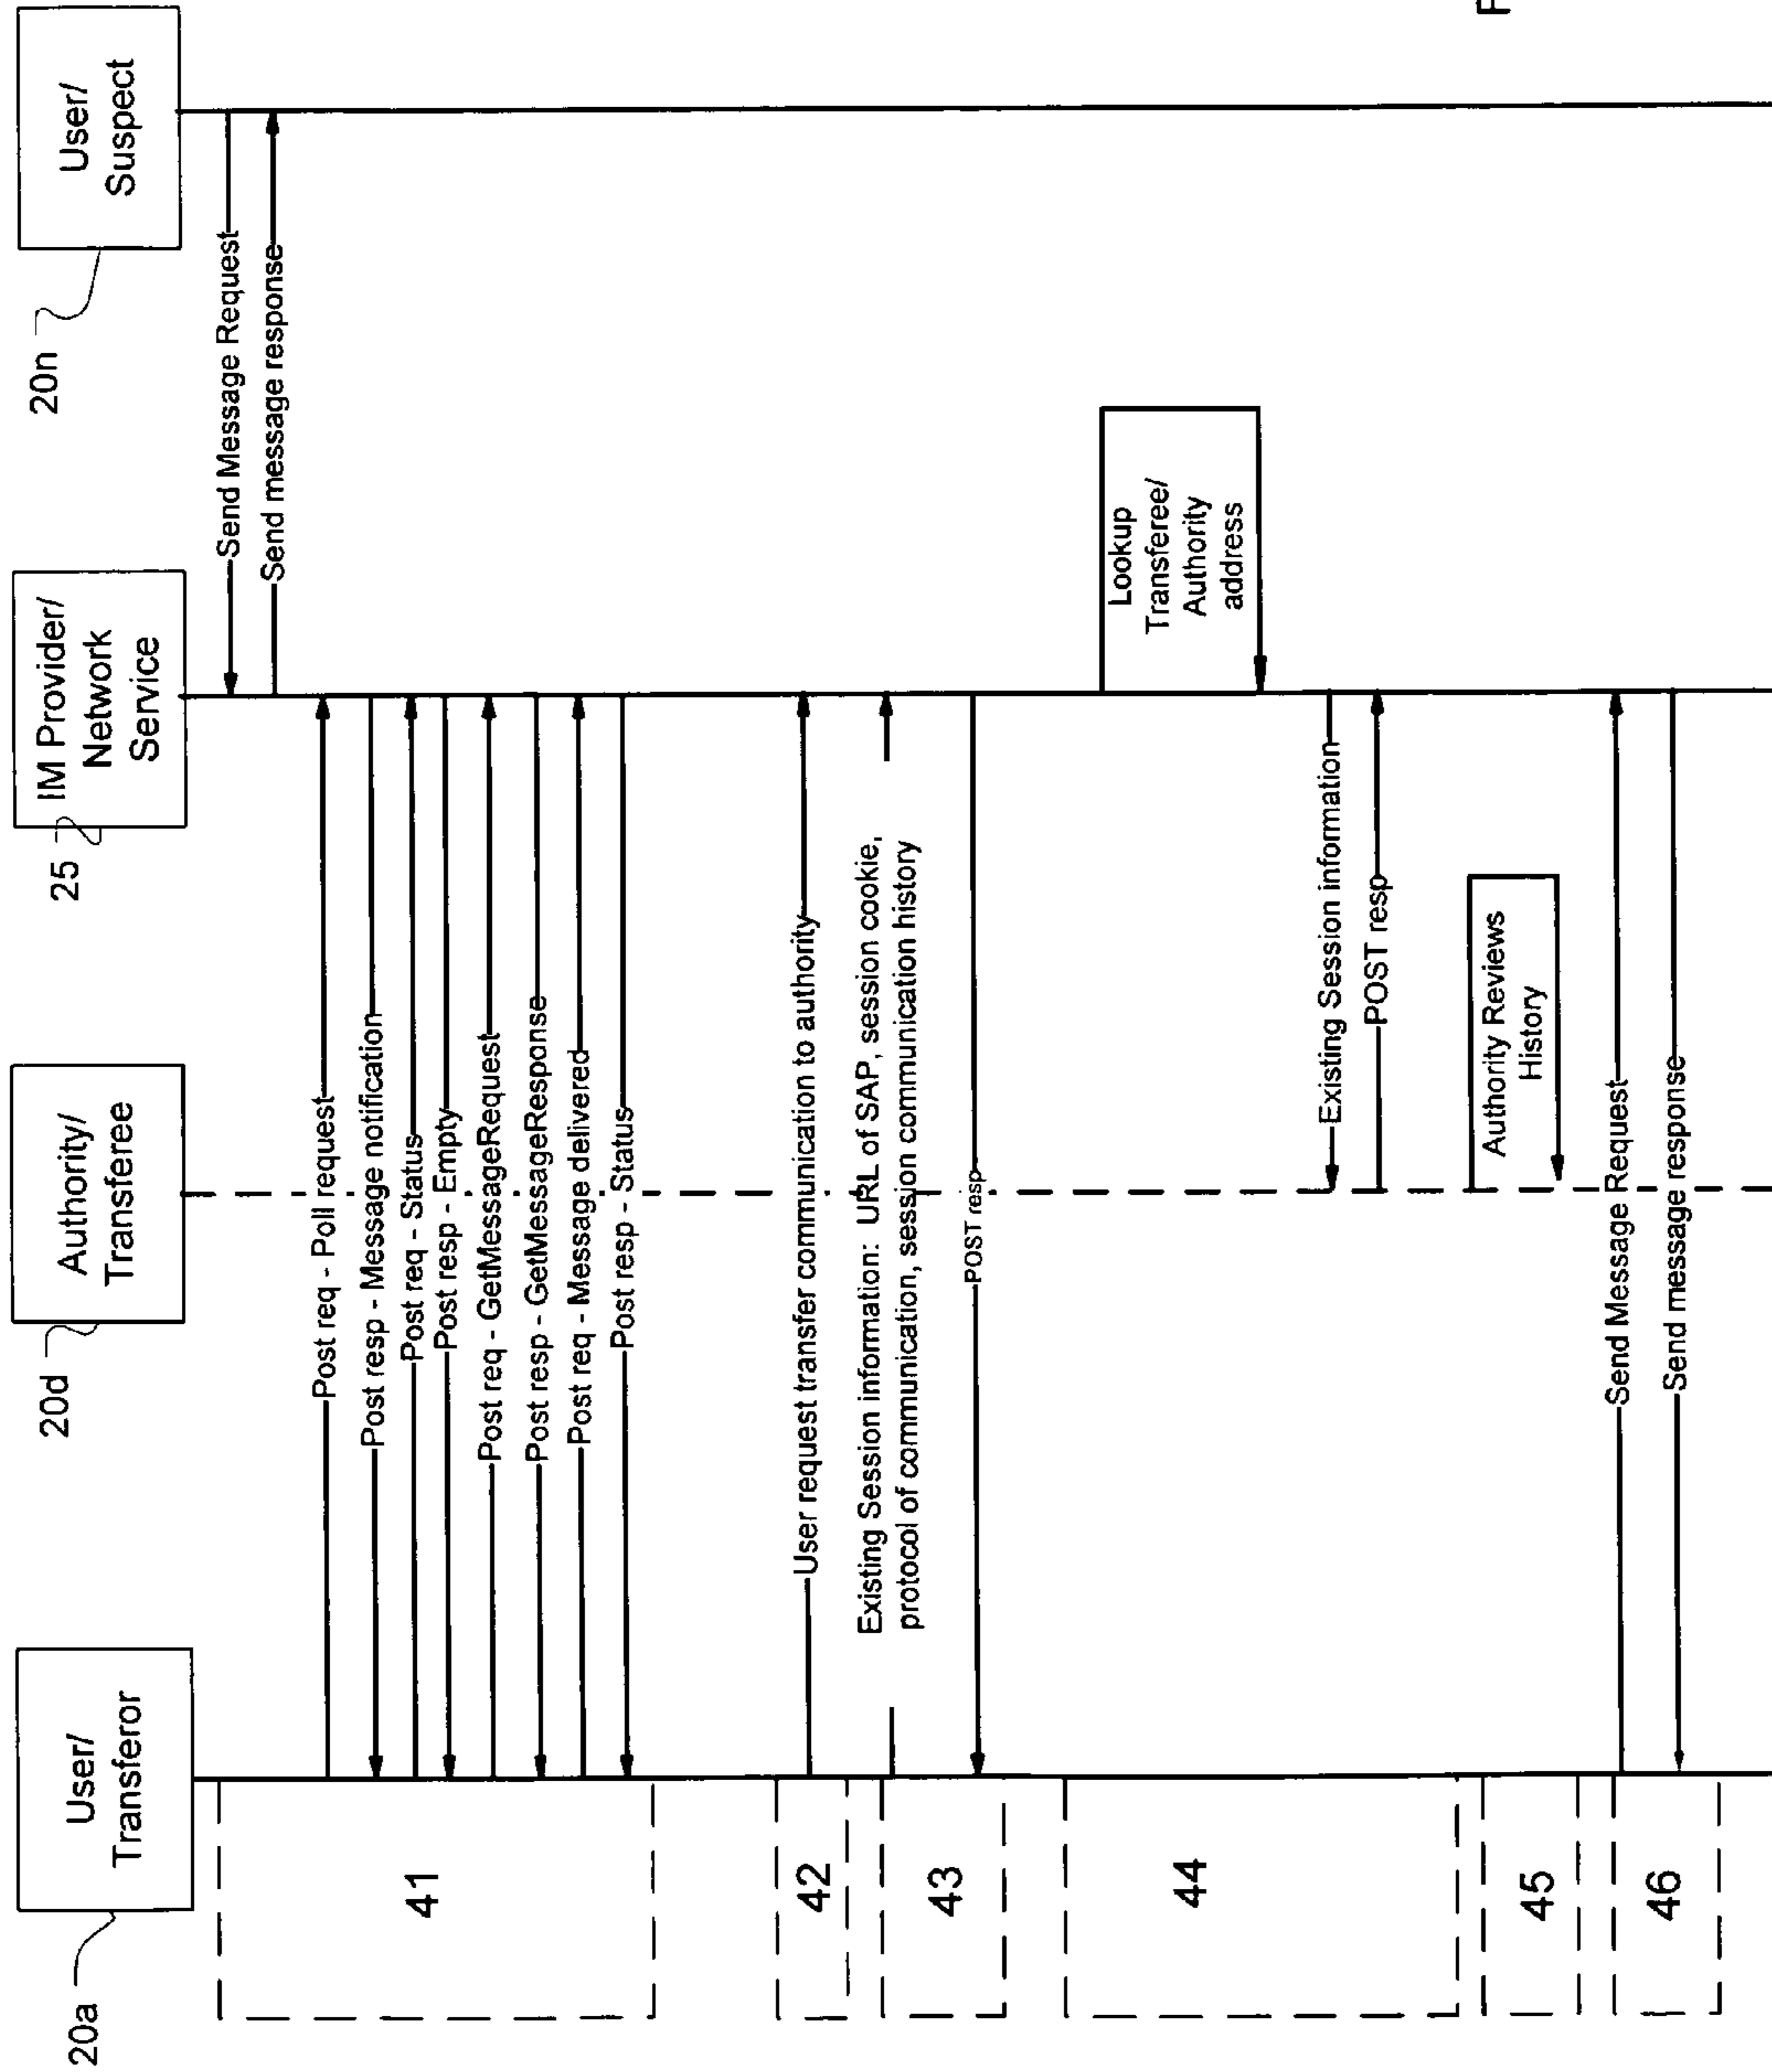 20a
User/
Transferor
20d
Authority/
Transferee
25
IM Provider/
Network
Service
20n
User/
Suspect
Send Message Request
Send message response
41
Post req - Poll request
Post resp - Message notification
Post req - Status
Post resp - Empty
Post req - GetMessageRequest
Post resp - GetMessageResponse
Post req - Message delivered
Post resp - Status
42
User request transfer communication to authority
43
Existing Session information: URL of SAP, session cookie,
protocol of communication, session communication history
POST resp
44
Lookup
Transferee/
Authority
address
Existing Session information
POST resp
45
Authority Reviews
History
46
Send Message Request
Send message response